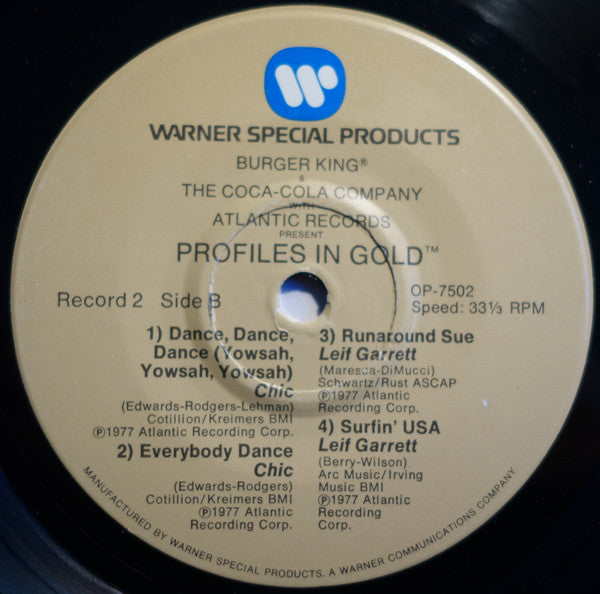 WARNER SPECIAL PRODUCTS
BURGER KING®
&
THE COCA-COLA COMPANY
WITH
ATLANTIC RECORDS
PRESENT
PROFILES IN GOLD™
Record 2 Side B
OP-7502
Speed: 33⅓ RPM
1) Dance, Dance,
Dance (Yowsah,
Yowsah, Yowsah)
Chic
(Edwards-Rodgers-Lehman)
Cotillion/Kreimers BMI
℗1977 Atlantic Recording Corp.
2) Everybody Dance
Chic
(Edwards-Rodgers)
Cotillion/Kreimers BMI
℗1977 Atlantic
Recording Corp.
3) Runaround Sue
Leif Garrett
(Maresca-DiMucci)
Schwartz/Rust ASCAP
℗1977 Atlantic
Recording Corp.
4) Surfin' USA
Leif Garrett
(Berry-Wilson)
Arc Music/Irving
Music BMI
℗1977 Atlantic
Recording
Corp.
MANUFACTURED BY WARNER SPECIAL PRODUCTS. A WARNER COMMUNICATIONS COMPANY.